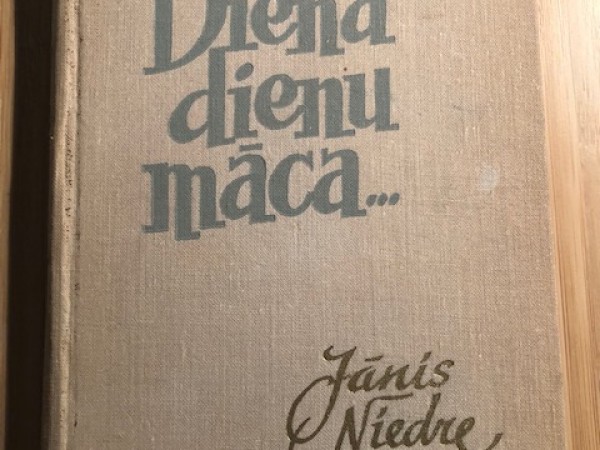 Diena
dienu
māca...
Jānis
Niedre